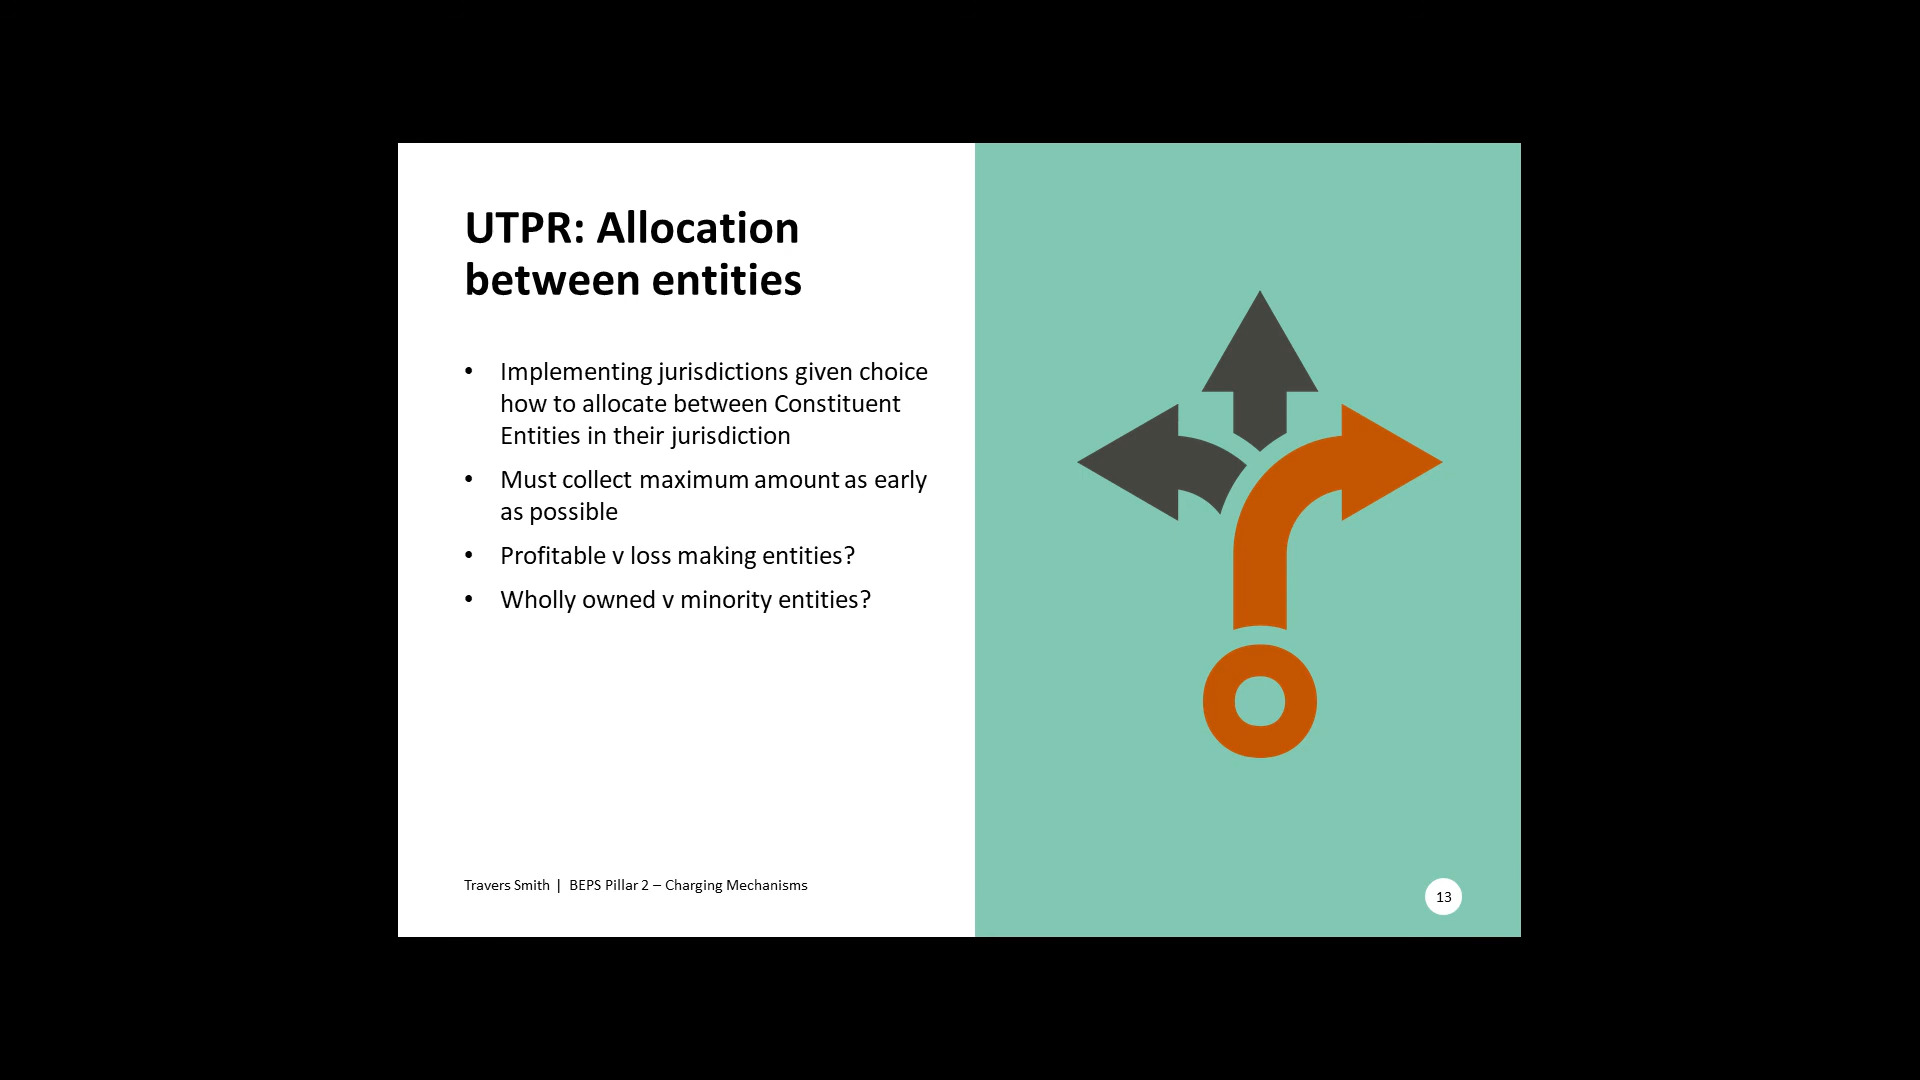 UTPR: Allocation
between entities
• Implementing jurisdictions given choice
how to allocate between Constituent
Entities in their jurisdiction
• Must collect maximum amount as early
as possible
• Profitable v loss making entities?
• Wholly owned v minority entities?
Travers Smith | BEPS Pillar 2 – Charging Mechanisms
13